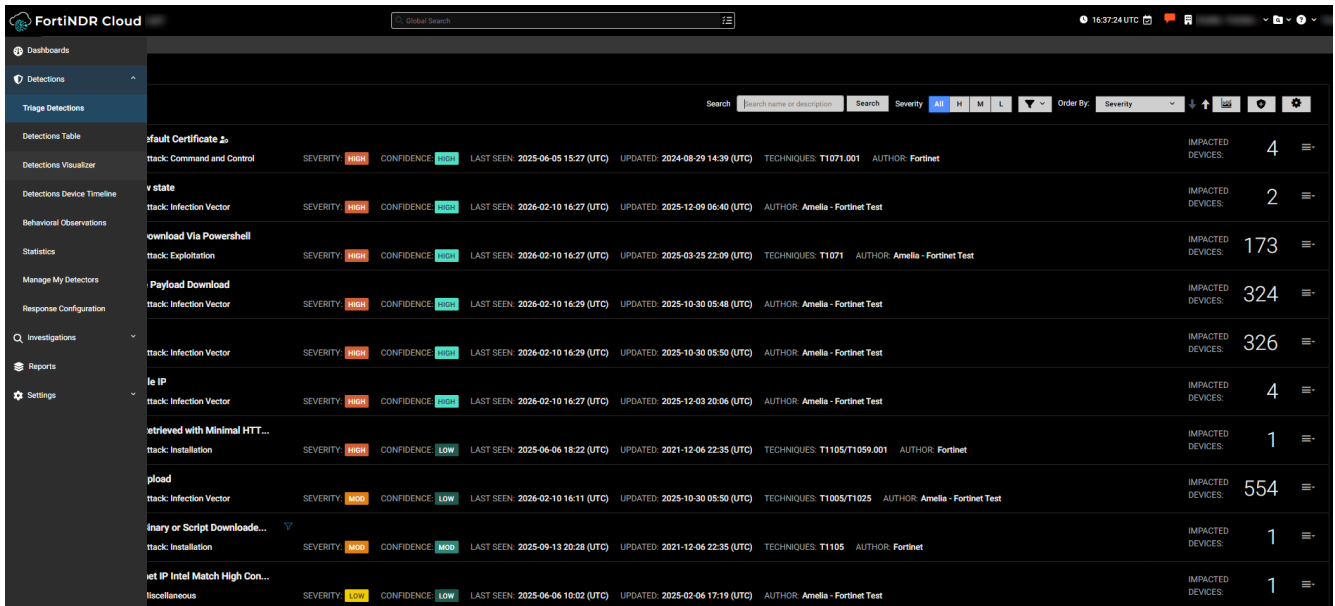 FortiNDR Cloud
Global Search
16:37:24 UTC
Dashboards
Detections
Triage Detections
Detections Table
Detections Visualizer
Detections Device Timeline
Behavioral Observations
Statistics
Manage My Detectors
Response Configuration
Investigations
Reports
Settings
Search Search name or description Search Severity All H M L Order By: Severity
efault Certificate
ttack: Command and Control SEVERITY: HIGH CONFIDENCE: HIGH LAST SEEN: 2025-06-05 15:27 (UTC) UPDATED: 2024-08-29 14:39 (UTC) TECHNIQUES: T1071.001 AUTHOR: Fortinet IMPACTED DEVICES: 4
w state
ttack: Infection Vector SEVERITY: HIGH CONFIDENCE: HIGH LAST SEEN: 2026-02-10 16:27 (UTC) UPDATED: 2025-12-09 06:40 (UTC) AUTHOR: Amelia - Fortinet Test IMPACTED DEVICES: 2
ownload Via Powershell
ttack: Exploitation SEVERITY: HIGH CONFIDENCE: HIGH LAST SEEN: 2026-02-10 16:27 (UTC) UPDATED: 2025-03-25 22:09 (UTC) TECHNIQUES: T1071 AUTHOR: Amelia - Fortinet Test IMPACTED DEVICES: 173
Payload Download
ttack: Infection Vector SEVERITY: HIGH CONFIDENCE: HIGH LAST SEEN: 2026-02-10 16:29 (UTC) UPDATED: 2025-10-30 05:48 (UTC) AUTHOR: Amelia - Fortinet Test IMPACTED DEVICES: 324
ttack: Infection Vector SEVERITY: HIGH CONFIDENCE: HIGH LAST SEEN: 2026-02-10 16:29 (UTC) UPDATED: 2025-10-30 05:50 (UTC) AUTHOR: Amelia - Fortinet Test IMPACTED DEVICES: 326
le IP
ttack: Infection Vector SEVERITY: HIGH CONFIDENCE: HIGH LAST SEEN: 2026-02-10 16:27 (UTC) UPDATED: 2025-12-03 20:06 (UTC) AUTHOR: Amelia - Fortinet Test IMPACTED DEVICES: 4
etrieved with Minimal HTT...
ttack: Installation SEVERITY: HIGH CONFIDENCE: LOW LAST SEEN: 2025-06-06 18:22 (UTC) UPDATED: 2021-12-06 22:35 (UTC) TECHNIQUES: T1105/T1059.001 AUTHOR: Fortinet IMPACTED DEVICES: 1
pload
ttack: Infection Vector SEVERITY: MOD CONFIDENCE: LOW LAST SEEN: 2026-02-10 16:11 (UTC) UPDATED: 2025-10-30 05:50 (UTC) TECHNIQUES: T1005/T1025 AUTHOR: Amelia - Fortinet Test IMPACTED DEVICES: 554
inary or Script Downloade...
ttack: Installation SEVERITY: MOD CONFIDENCE: MOD LAST SEEN: 2025-09-13 20:28 (UTC) UPDATED: 2021-12-06 22:35 (UTC) TECHNIQUES: T1105 AUTHOR: Fortinet IMPACTED DEVICES: 1
et IP Intel Match High Con...
iscellaneous SEVERITY: LOW CONFIDENCE: LOW LAST SEEN: 2025-06-06 10:02 (UTC) UPDATED: 2025-02-06 17:19 (UTC) AUTHOR: Amelia - Fortinet Test IMPACTED DEVICES: 1